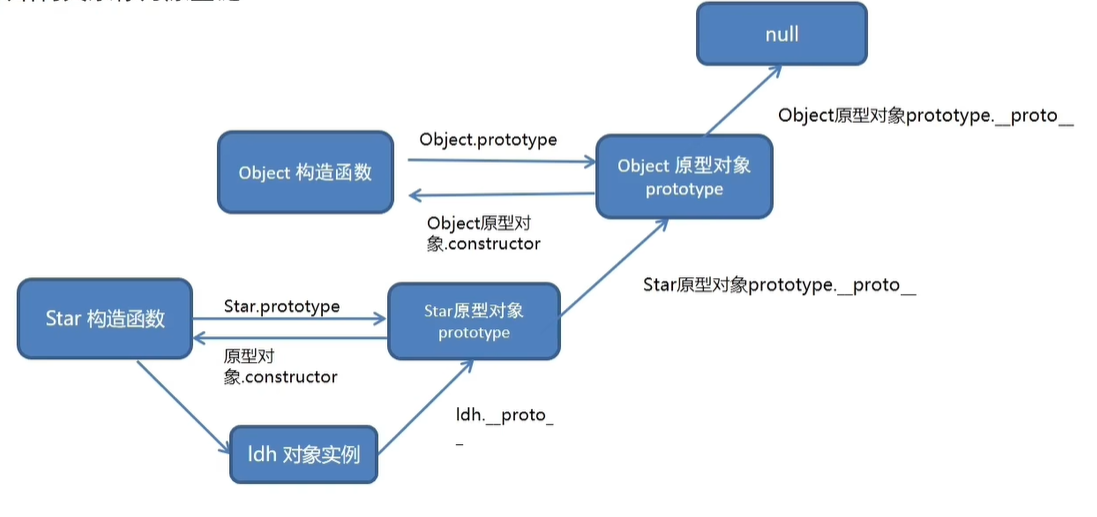 null
Object原型对象prototype.__proto__
Object.prototype
Object 构造函数
Object 原型对象
prototype
Object原型对
象.constructor
Star原型对象prototype.__proto__
Star 构造函数
Star.prototype
Star原型对象
prototype
原型对
象.constructor
ldh.__proto_
_
ldh 对象实例